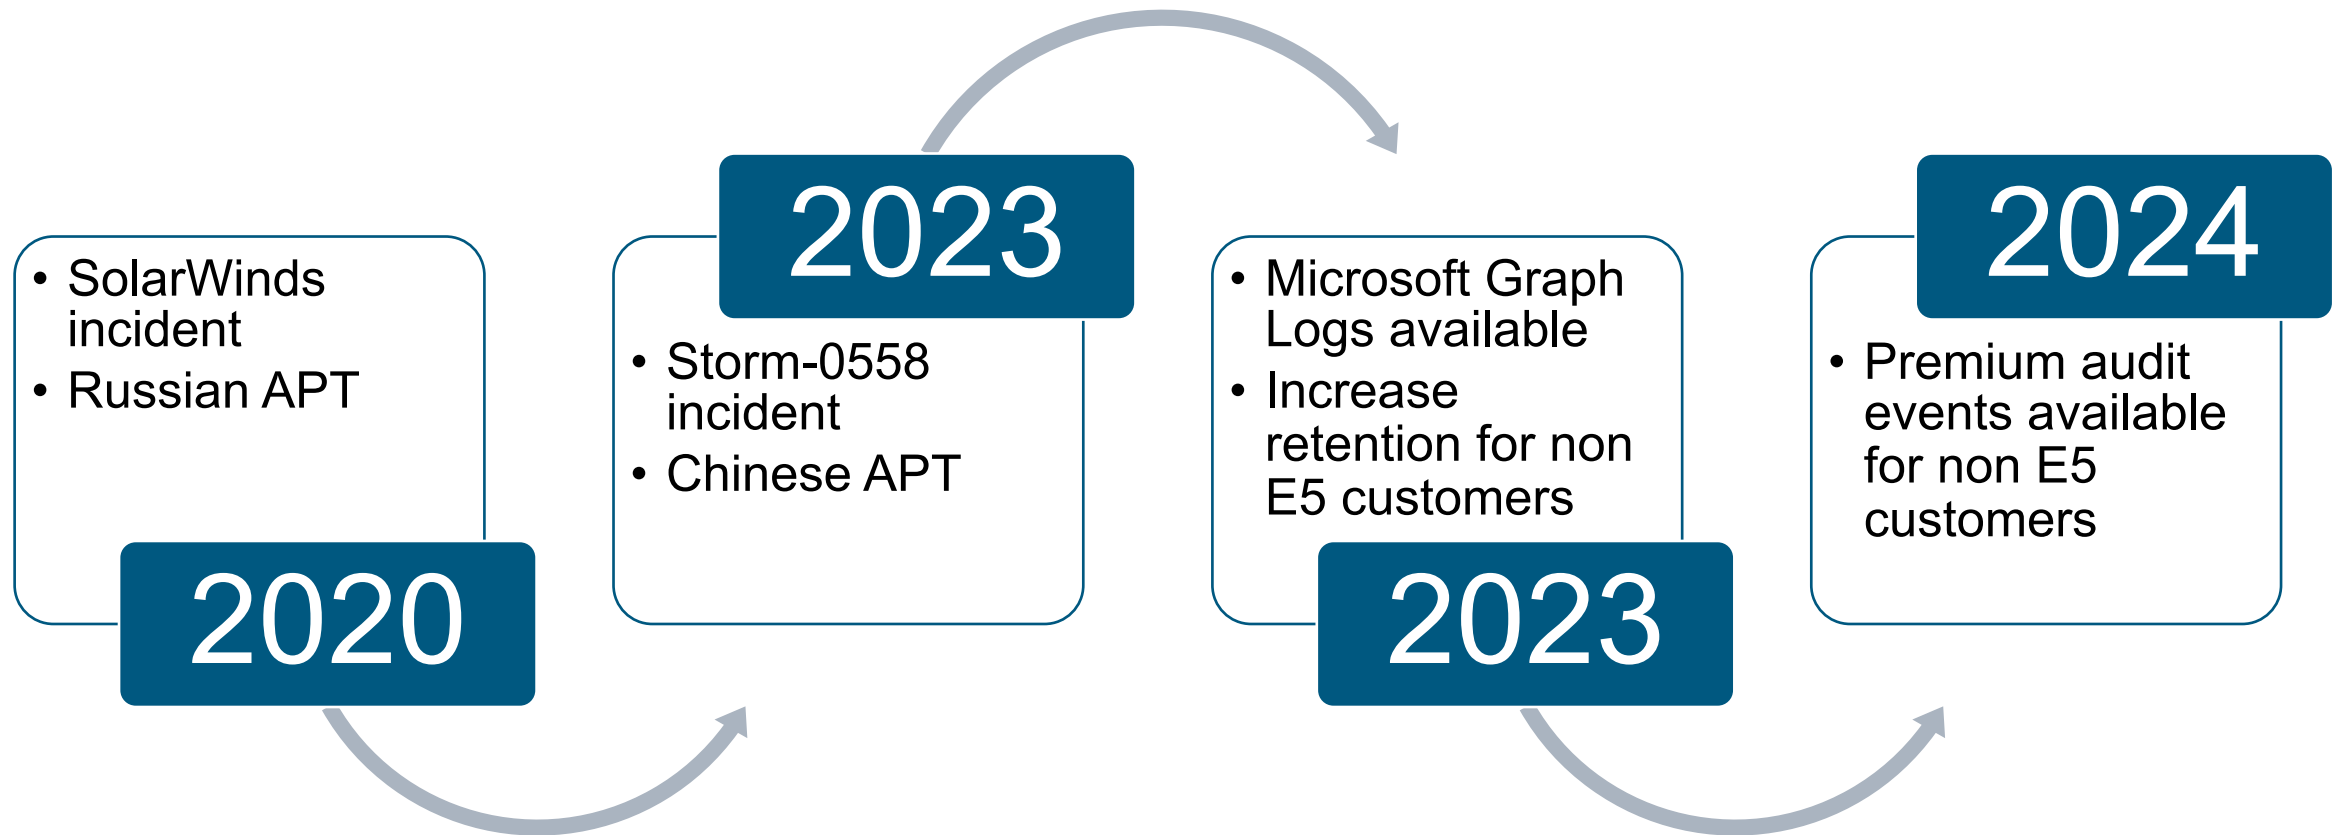 • SolarWinds
incident
• Russian APT
2020
2023
• Storm-0558
incident
• Chinese APT
• Microsoft Graph
Logs available
• Increase
retention for non
E5 customers
2023
2024
• Premium audit
events available
for non E5
customers